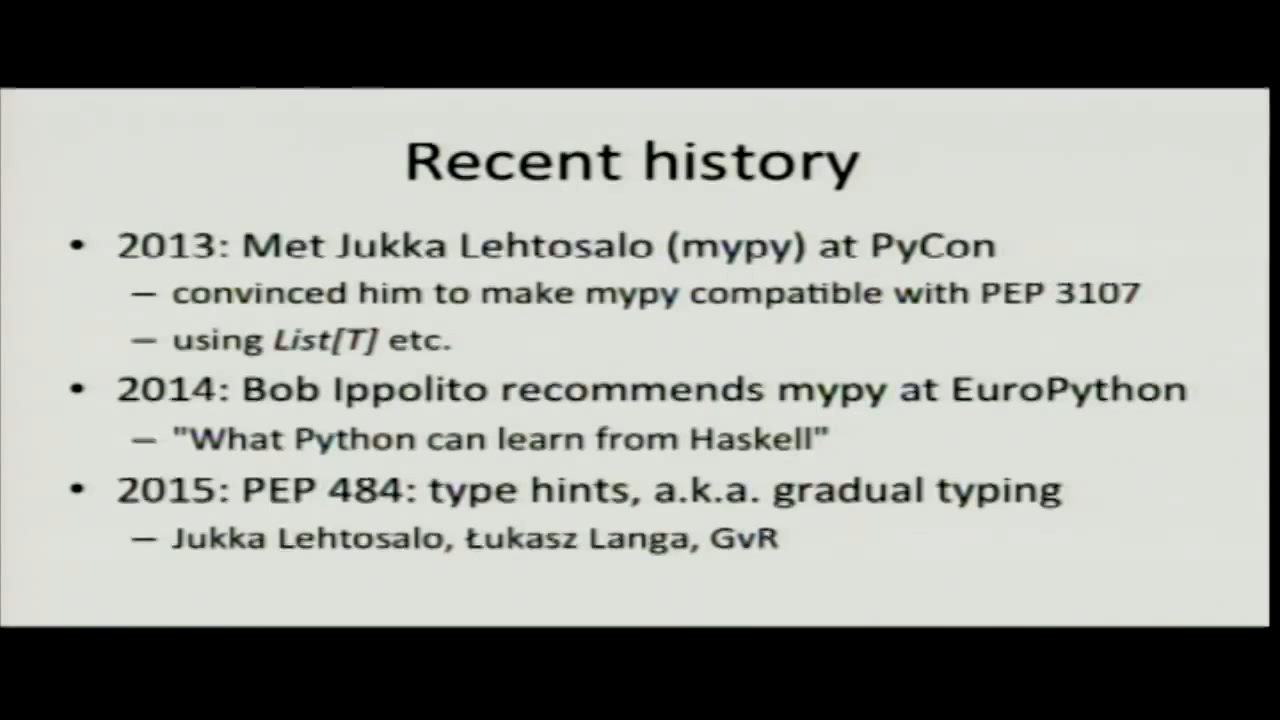 Recent history
• 2013: Met Jukka Lehtosalo (mypy) at PyCon
– convinced him to make mypy compatible with PEP 3107
– using List[T] etc.
• 2014: Bob Ippolito recommends mypy at EuroPython
– "What Python can learn from Haskell"
• 2015: PEP 484: type hints, a.k.a. gradual typing
– Jukka Lehtosalo, Łukasz Langa, GvR